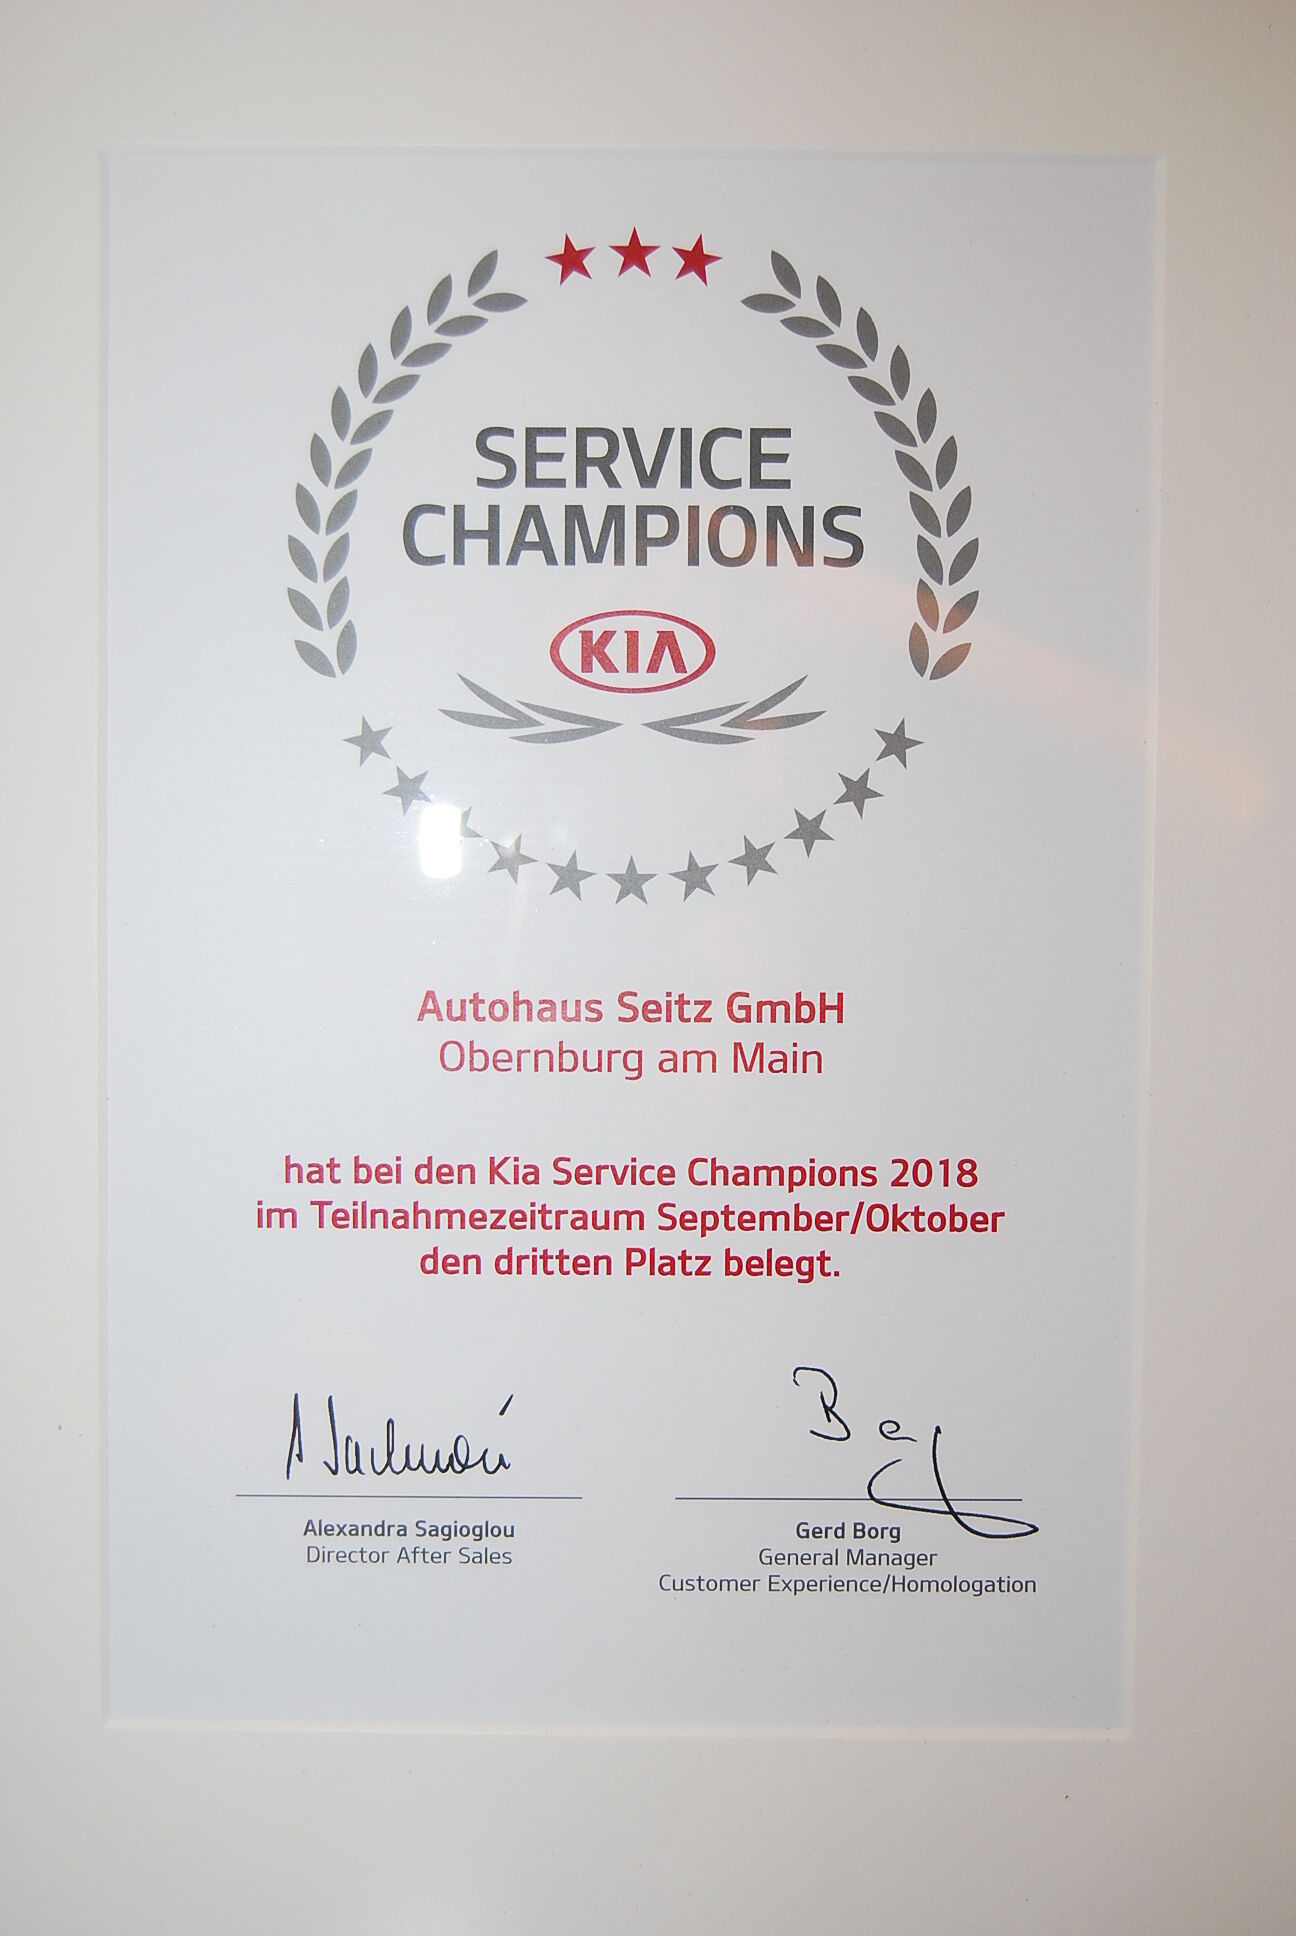 SERVICE
CHAMPIONS
KIA
Autohaus Seitz GmbH
Obernburg am Main
hat bei den Kia Service Champions 2018
im Teilnahmezeitraum September/Oktober
den dritten Platz belegt.
Alexandra Sagioglou
Director After Sales
Gerd Borg
General Manager
Customer Experience/Homologation